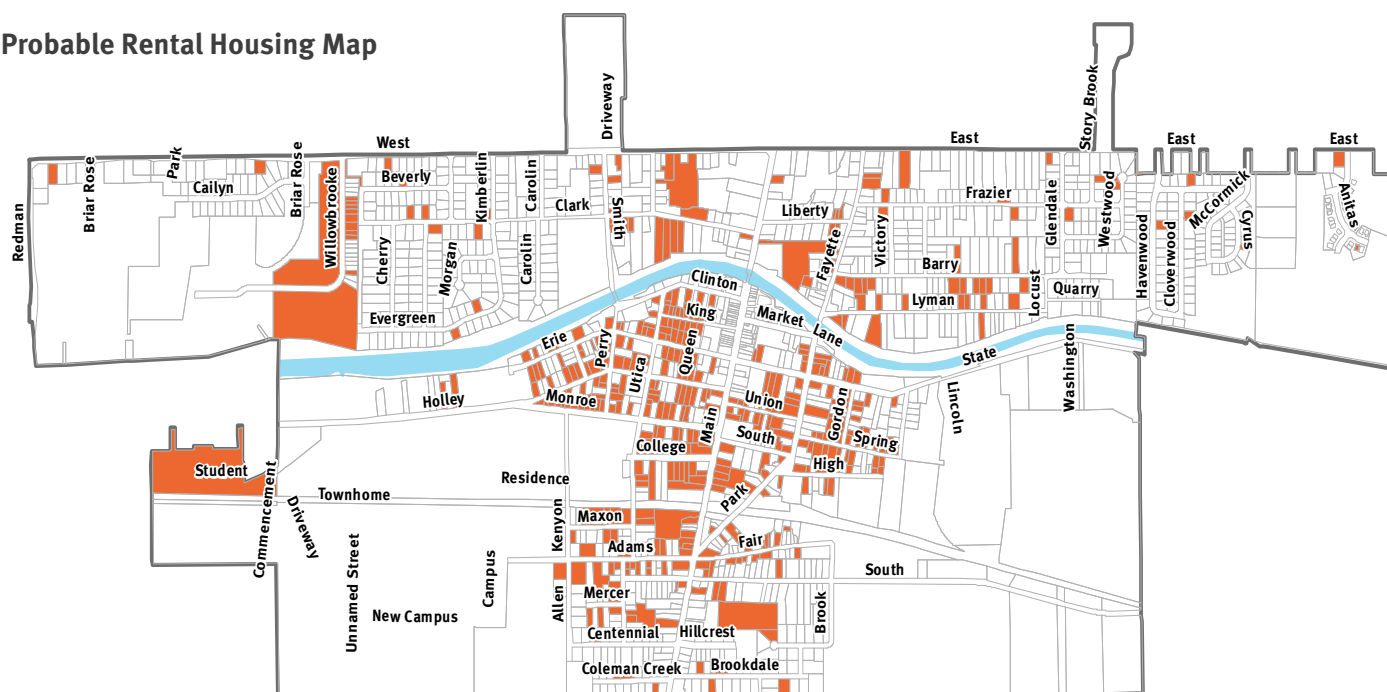 Probable Rental Housing Map
Driveway
Story Brook
West
East
East
East
Redman
Briar Rose
Park
Cailyn
Briar Rose
Willowbrooke
Beverly
Kimberlin
Carolin
Clark
Smith
Liberty
Frazier
Glendale
Westwood
McCormick
Anitas
Cherry
Morgan
Carolin
Fayette
Victory
Barry
Havenwood
Cloverwood
Cyrus
Evergreen
Clinton
Lyman
Locust
Quarry
King
Market
Lane
Erie
Perry
Utica
Queen
State
Washington
Holley
Monroe
Main
Union
Gordon
Lincoln
College
South
Spring
High
Student
Commencement
Townhome
Driveway
Residence
Park
Kenyon
Maxon
Adams
Fair
Unnamed Street
New Campus
Campus
Allen
Mercer
South
Brook
Centennial
Hillcrest
Coleman Creek
Brookdale